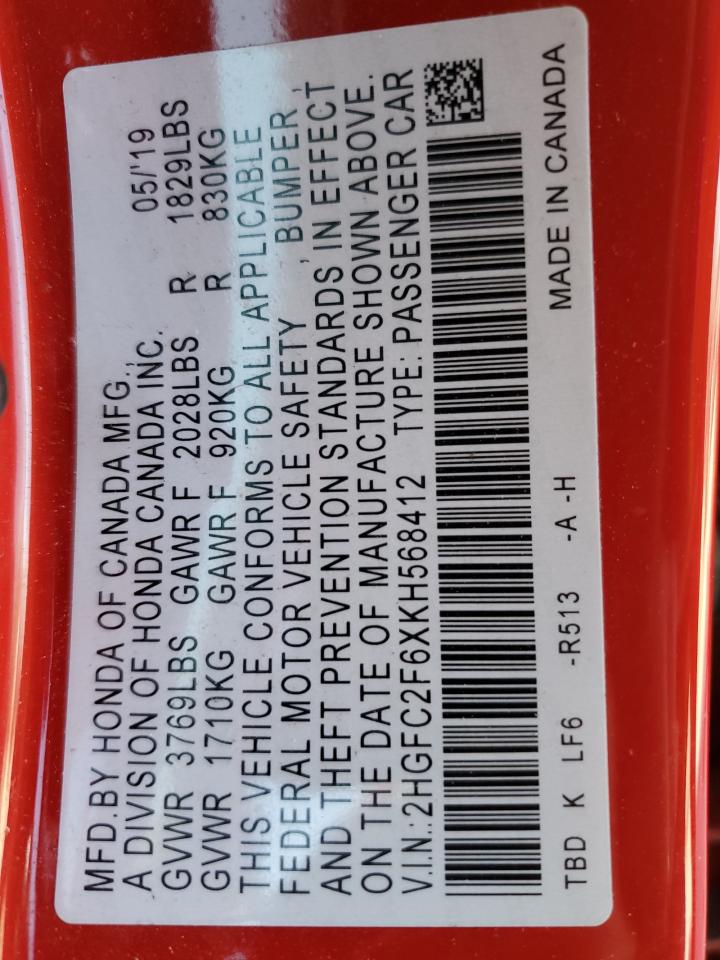 MFD.BY HONDA OF CANADA MFG., 05/'19
A DIVISION OF HONDA CANADA INC.
GVWR 3769LBS GAWR F 2028LBS R 1829LBS
GVWR 1710KG GAWR F 920KG R 830KG
THIS VEHICLE CONFORMS TO ALL APPLICABLE
FEDERAL MOTOR VEHICLE SAFETY , BUMPER ,
AND THEFT PREVENTION STANDARDS IN EFFECT
ON THE DATE OF MANUFACTURE SHOWN ABOVE.
V.I.N.:2HGFC2F6XKH568412 TYPE:PASSENGER CAR
TBD K LF6 -R513 -A -H MADE IN CANADA